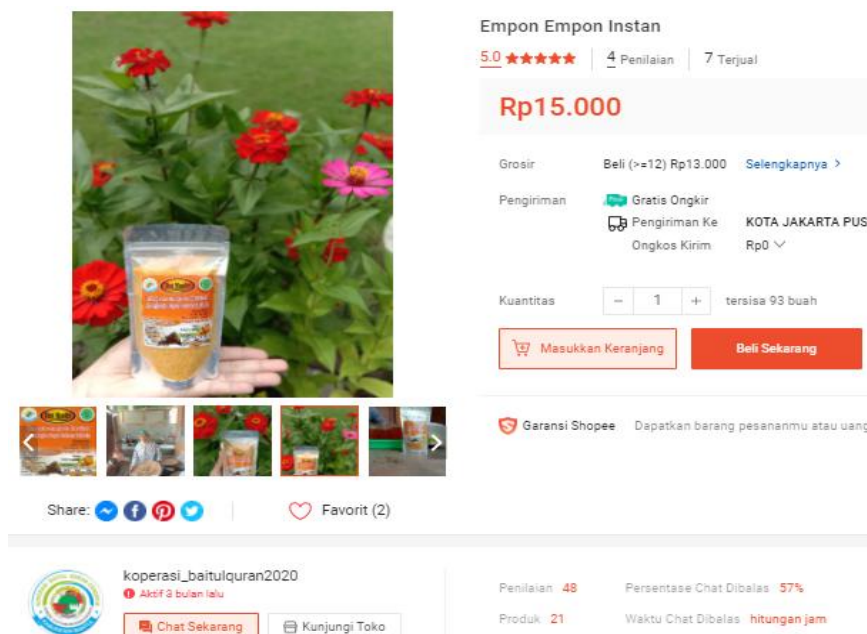 Empon Empon Instan
5.0 4 Penilaian 7 Terjual
Rp15.000
Grosir Beli (>=12) Rp13.000 Selengkapnya >
Pengiriman Gratis Ongkir
Pengiriman Ke KOTA JAKARTA PUS
Ongkos Kirim Rp0
Kuantitas - 1 + tersisa 93 buah
Masukkan Keranjang Beli Sekarang
Garansi Shopee Dapatkan barang pesananmu atau uang
Share: Favorit (2)
koperasi_baitulquran2020
Aktif 3 bulan lalu
Chat Sekarang Kunjungi Toko
Penilaian 48 Persentase Chat Dibalas 57%
Produk 21 Waktu Chat Dibalas hitungan jam